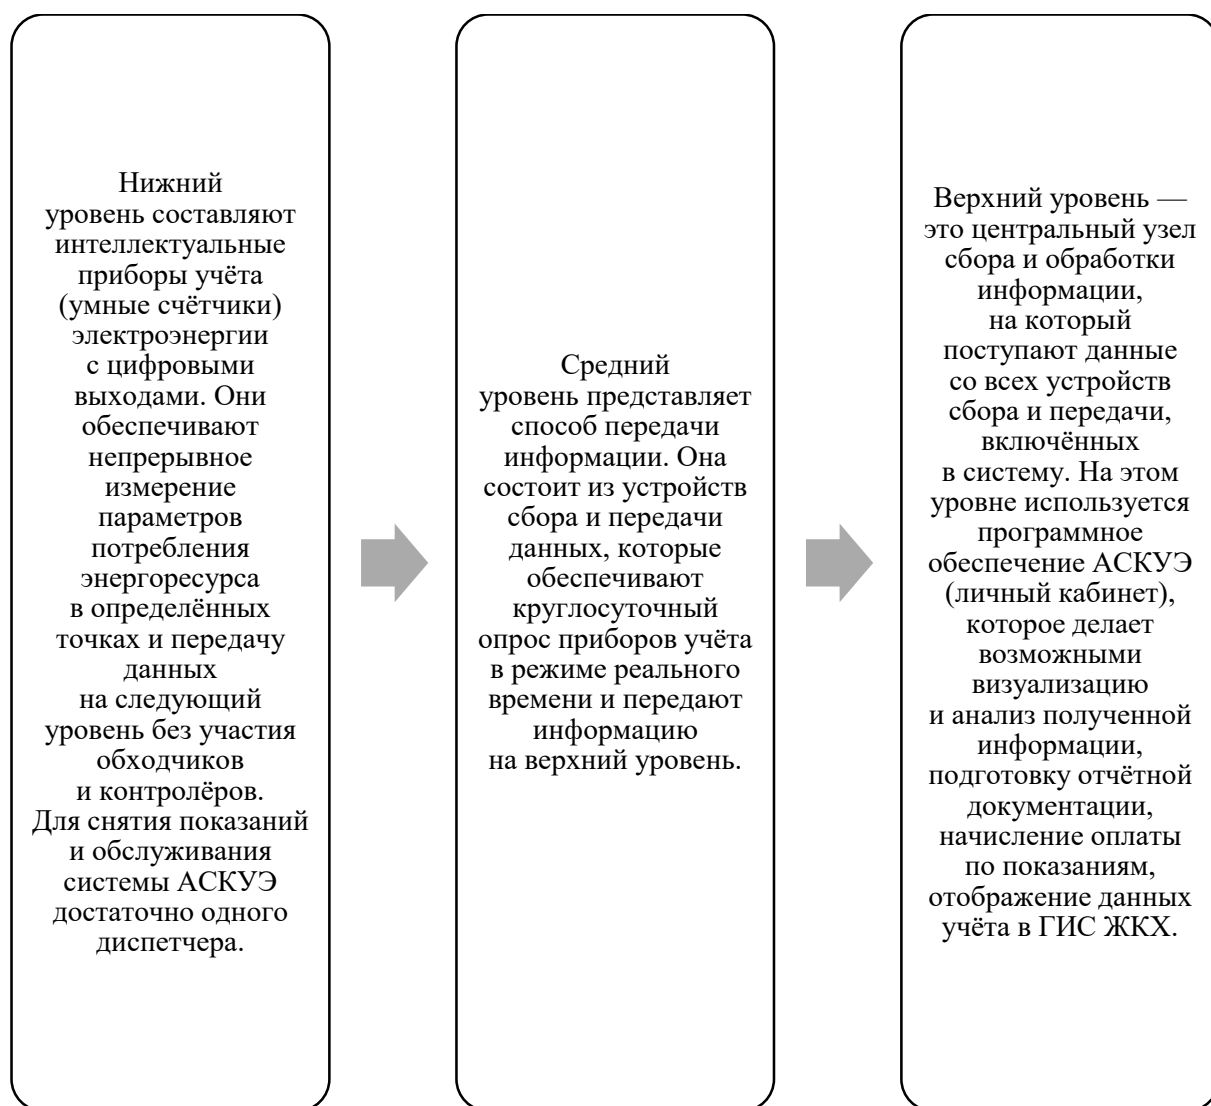 Нижний
уровень составляют
интеллектуальные
приборы учёта
(умные счётчики)
электроэнергии
с цифровыми
выходами. Они
обеспечивают
непрерывное
измерение
параметров
потребления
энергоресурса
в определённых
точках и передачу
данных
на следующий
уровень без участия
обходчиков
и контролёров.
Для снятия показаний
и обслуживания
системы АСКУЭ
достаточно одного
диспетчера.
Средний
уровень представляет
способ передачи
информации. Она
состоит из устройств
сбора и передачи
данных, которые
обеспечивают
круглосуточный
опрос приборов учёта
в режиме реального
времени и передают
информацию
на верхний уровень.
Верхний уровень —
это центральный узел
сбора и обработки
информации,
на который
поступают данные
со всех устройств
сбора и передачи,
включённых
в систему. На этом
уровне используется
программное
обеспечение АСКУЭ
(личный кабинет),
которое делает
возможными
визуализацию
и анализ полученной
информации,
подготовку отчётной
документации,
начисление оплаты
по показаниям,
отображение данных
учёта в ГИС ЖКХ.